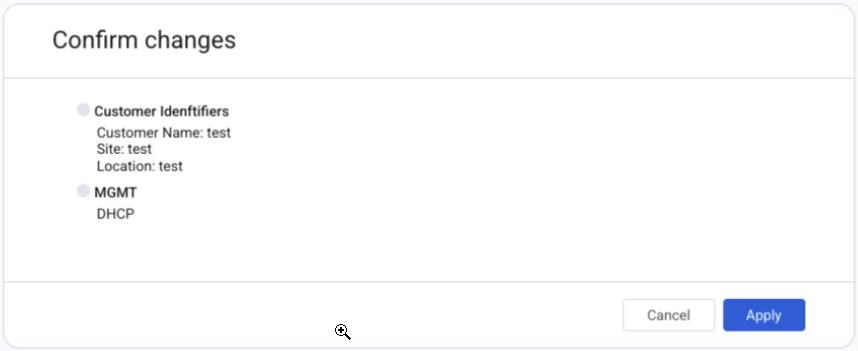 Confirm changes
Customer Idenftifiers
Customer Name: test
Site: test
Location: test
MGMT
DHCP
Cancel
Apply